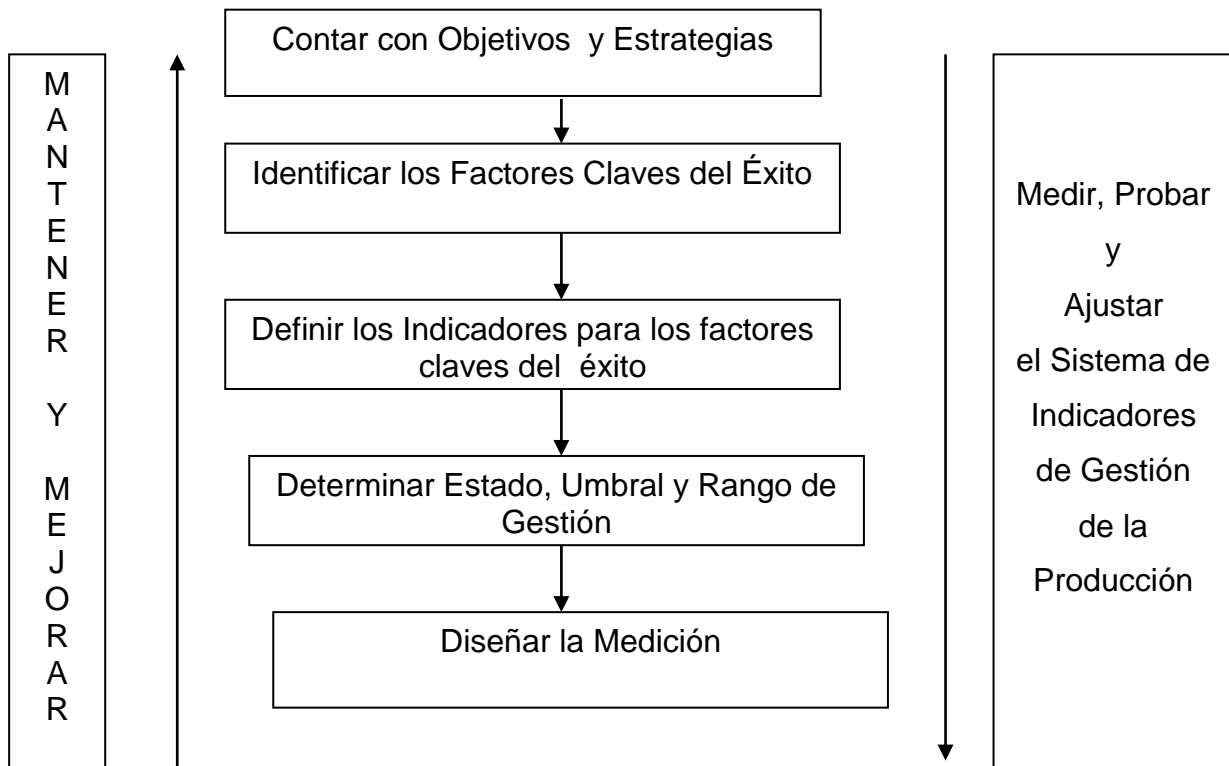 Contar con Objetivos y Estrategias
Identificar los Factores Claves del Éxito
Definir los Indicadores para los factores
claves del éxito
Determinar Estado, Umbral y Rango de
Gestión
Diseñar la Medición
M
A
N
T
E
N
E
R
Y
M
E
J
O
R
A
R
Medir, Probar
y
Ajustar
el Sistema de
Indicadores
de Gestión
de la
Producción